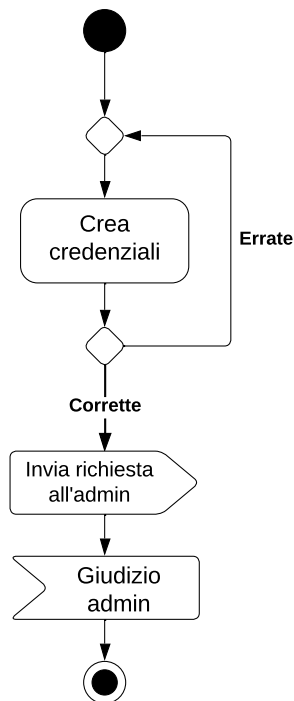 Crea
credenziali
Errate
Corrette
Invia richiesta
all'admin
Giudizio
admin